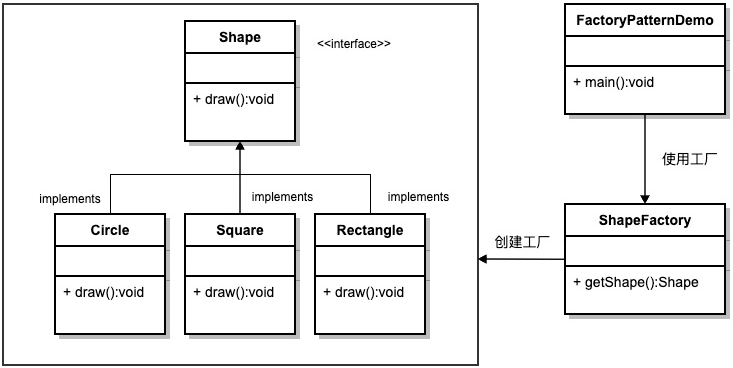 Shape
<<interface>>
+ draw():void
implements
implements
implements
Circle
+ draw():void
Square
+ draw():void
Rectangle
+ draw():void
FactoryPatternDemo
+ main():void
使用工厂
ShapeFactory
+ getShape():Shape
创建工厂